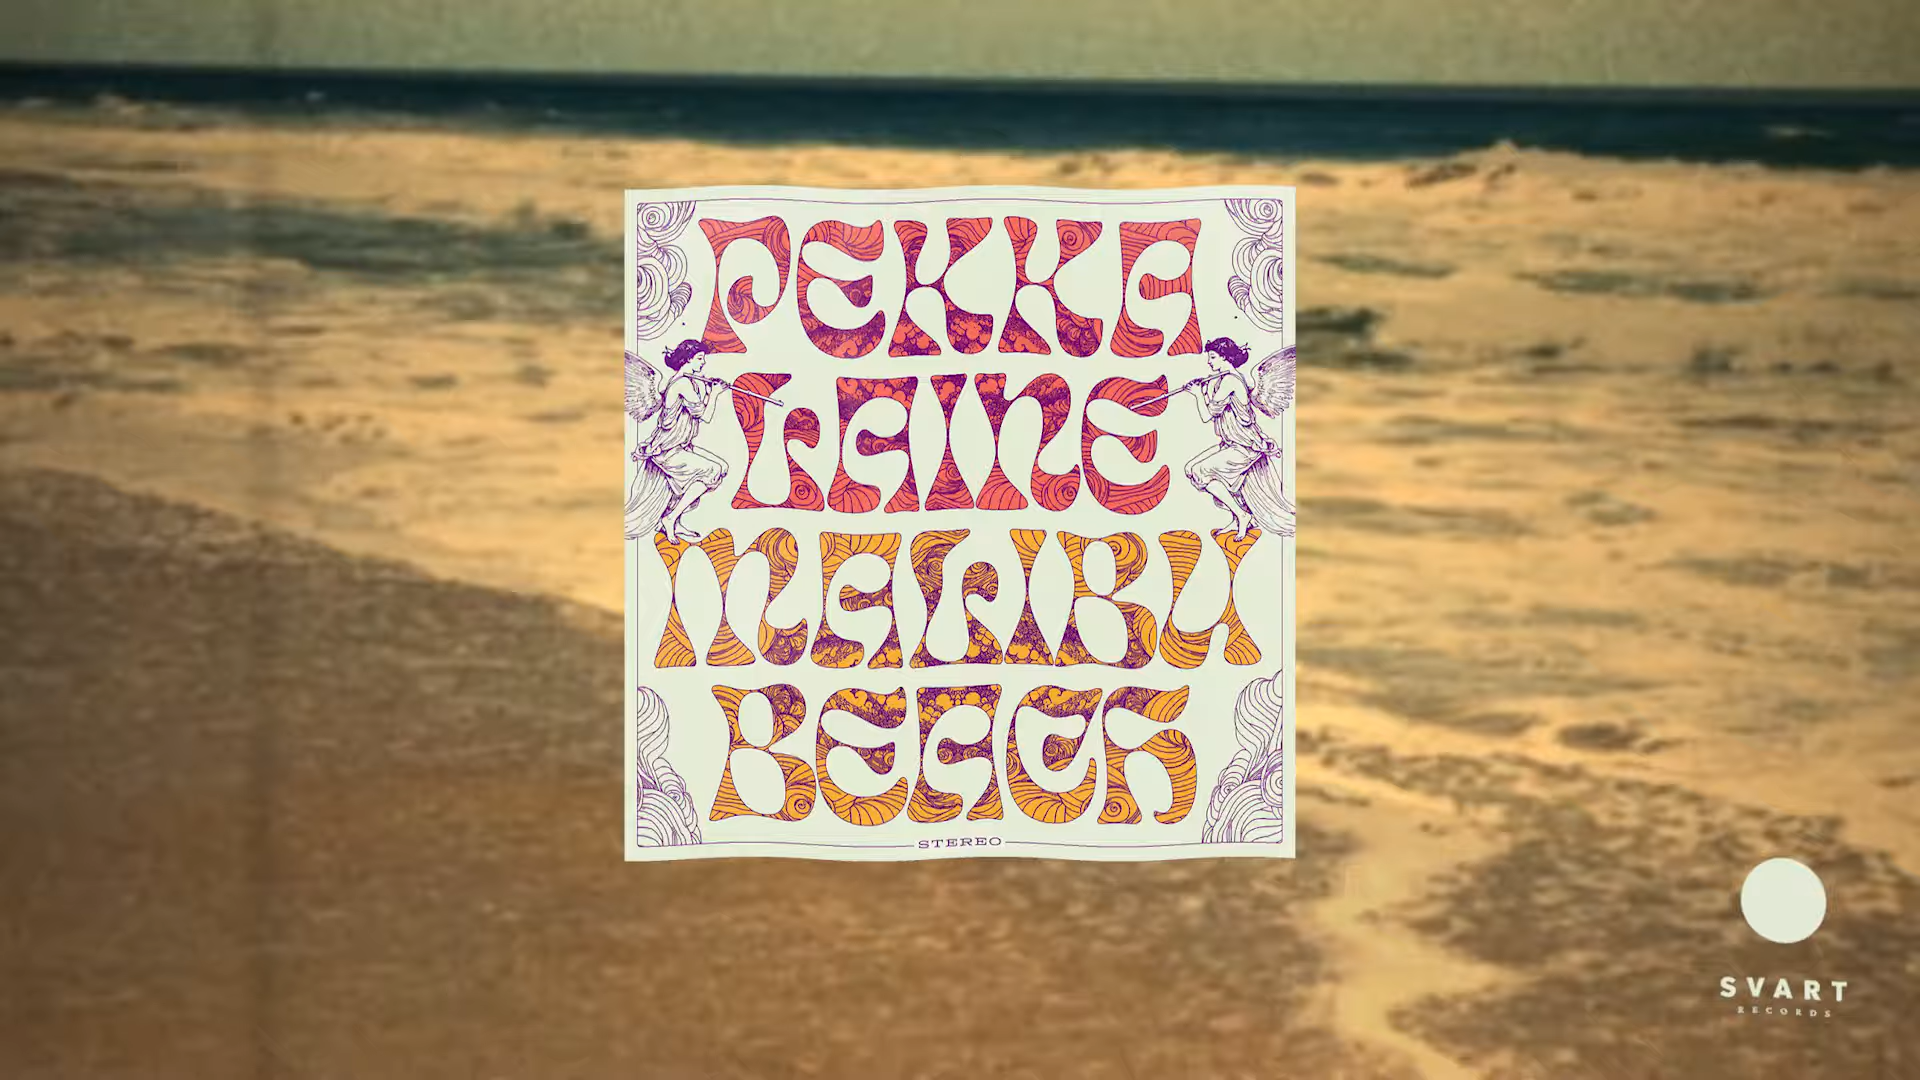 PEKKA
LAINE
MALIBU
BEACH
STEREO
SVART
RECORDS